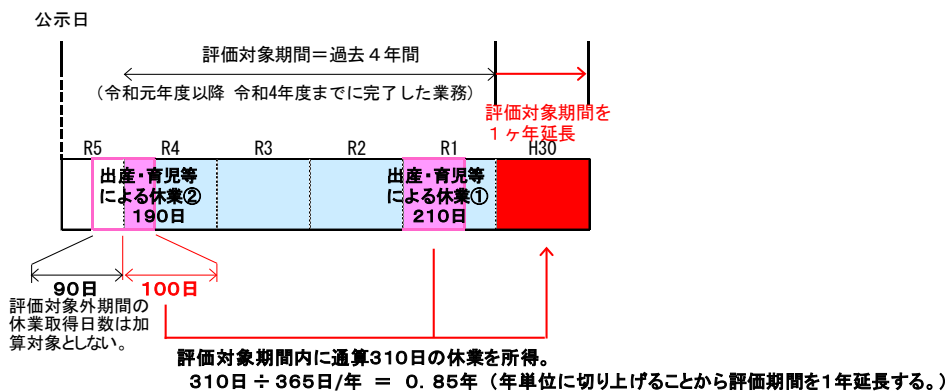 公示日
評価対象期間＝過去４年間
（令和元年度以降 令和4年度までに完了した業務）
評価対象期間を
１ヶ年延長
R5 R4 R3 R2 R1 H30
出産・育児等
による休業②
190日
出産・育児等
による休業①
210日
90日
100日
評価対象外期間の
休業取得日数は加
算対象としない。
評価対象期間内に通算310日の休業を所得。
310日÷365日/年 ＝ 0.85年（年単位に切り上げることから評価期間を1年延長する。）